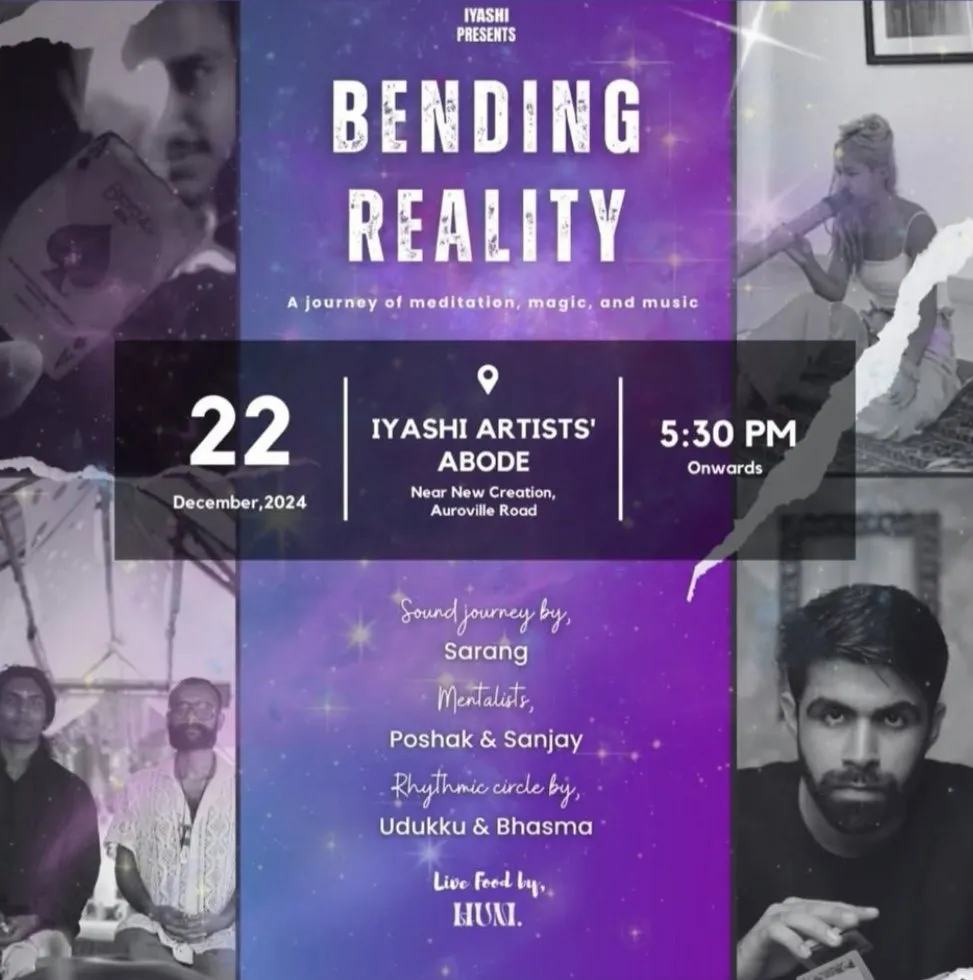 IYASHI
PRESENTS
BENDING
REALITY
A journey of meditation, magic, and music
22
December,2024
IYASHI ARTISTS'
ABODE
Near New Creation,
Auroville Road
5:30 PM
Onwards
Sound journey by,
Sarang
Mentalists,
Poshak & Sanjay
Rhythmic circle by,
Udukku & Bhasma
Live Food by,
HUM.